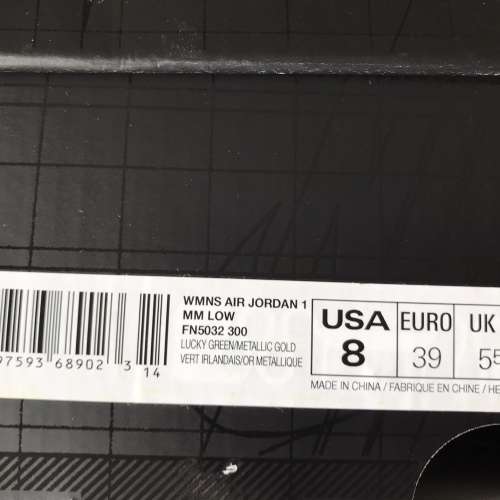 WMNS AIR JORDAN 1
MM LOW
FN5032 300
LUCKY GREEN/METALLIC GOLD
VERT IRLANDAIS/OR METALLIQUE
97593 68902 3
14
USA EURO UK
8 39
MADE IN CHINA / FABRIQUE EN CHINE /